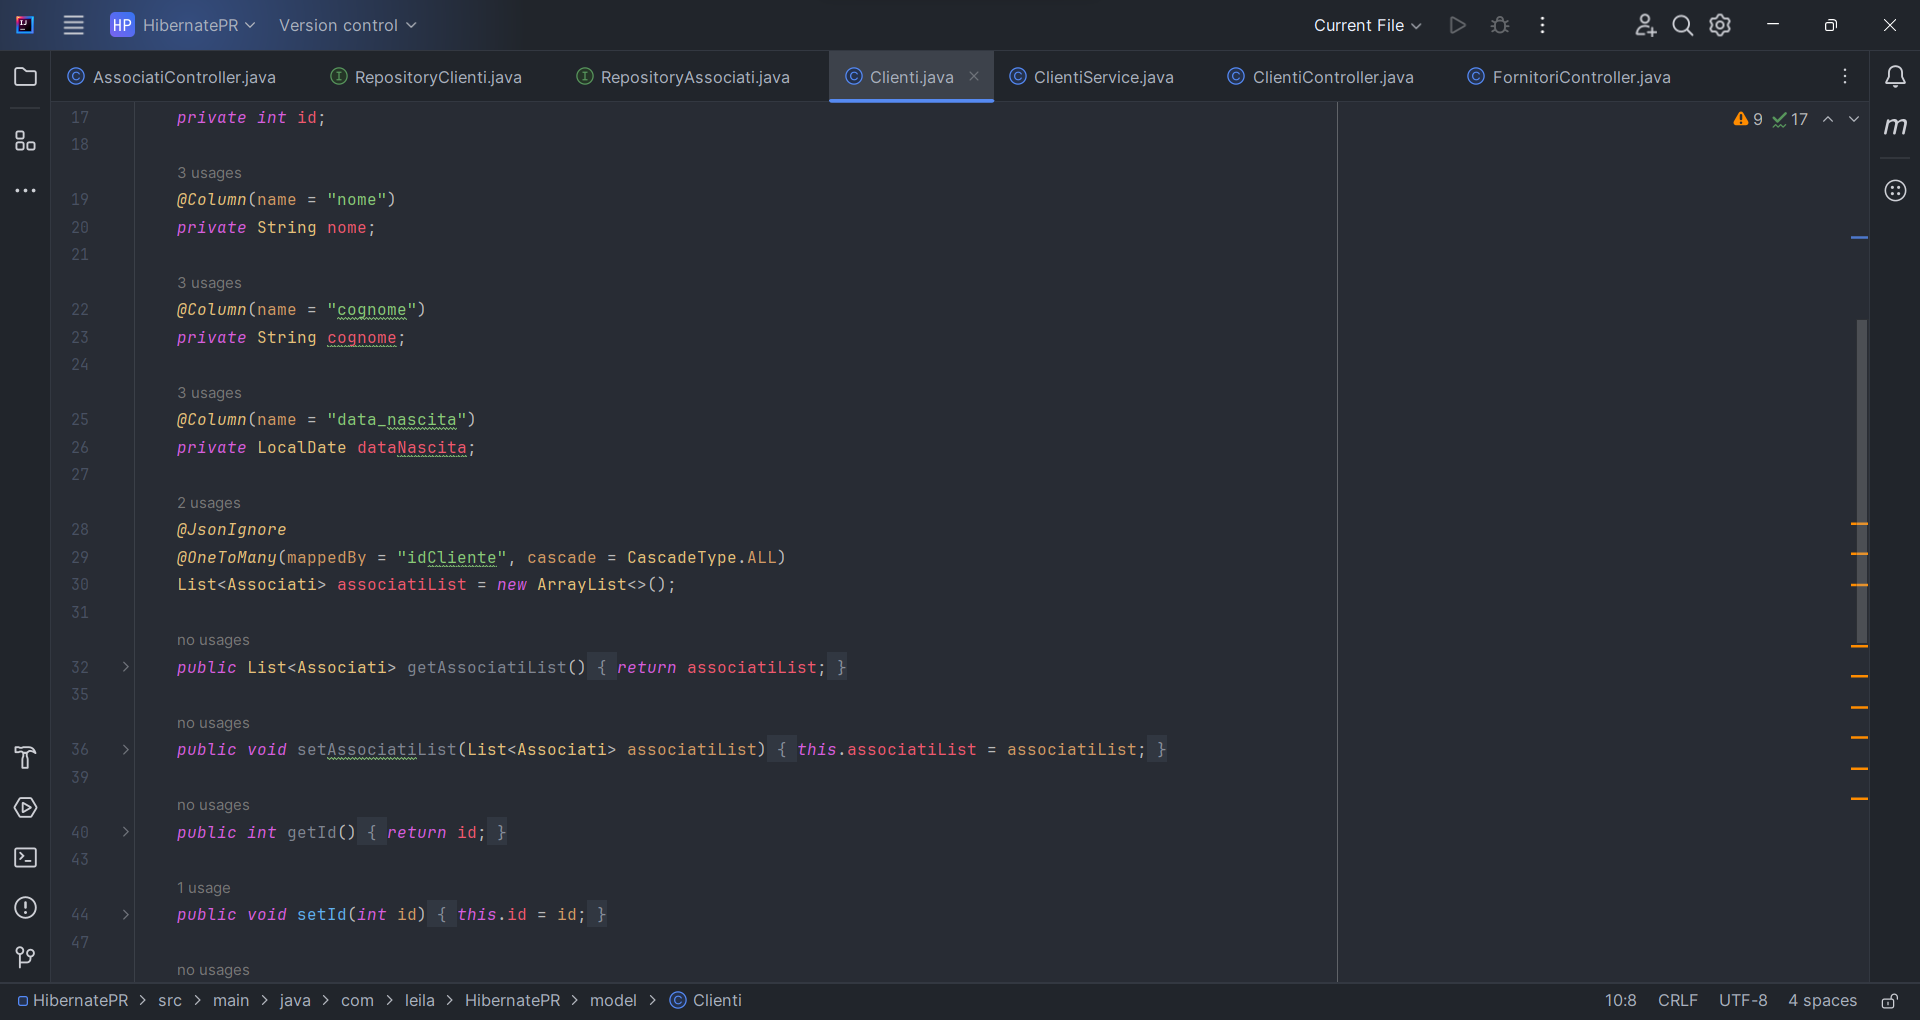 HP HibernatePR Version control Current File
AssociatiController.java RepositoryClienti.java RepositoryAssociati.java Clienti.java ClientiService.java ClientiController.java FornitoriController.java
9 17
17 private int id;
18
3 usages
19 @Column(name = "nome")
20 private String nome;
21
3 usages
22 @Column(name = "cognome")
23 private String cognome;
24
3 usages
25 @Column(name = "data_nascita")
26 private LocalDate dataNascita;
27
2 usages
28 @JsonIgnore
29 @OneToMany(mappedBy = "idCliente", cascade = CascadeType.ALL)
30 List<Associati> associatiList = new ArrayList<>();
31
no usages
32 public List<Associati> getAssociatiList() { return associatiList; }
35
no usages
36 public void setAssociatiList(List<Associati> associatiList) { this.associatiList = associatiList; }
39
no usages
40 public int getId() { return id; }
43
1 usage
44 public void setId(int id) { this.id = id; }
47
no usages
HibernatePR > src > main > java > com > leila > HibernatePR > model > Clienti 10:8 CRLF UTF-8 4 spaces